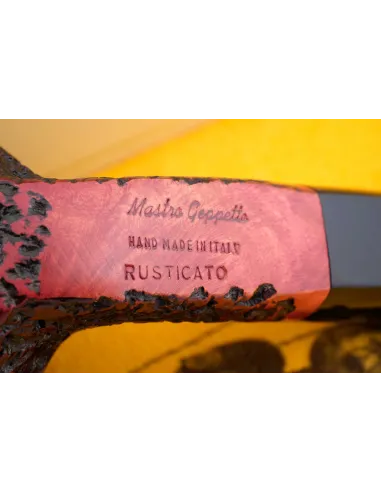 Mastro Geppetto
HAND MADE IN ITALY
RUSTICATO